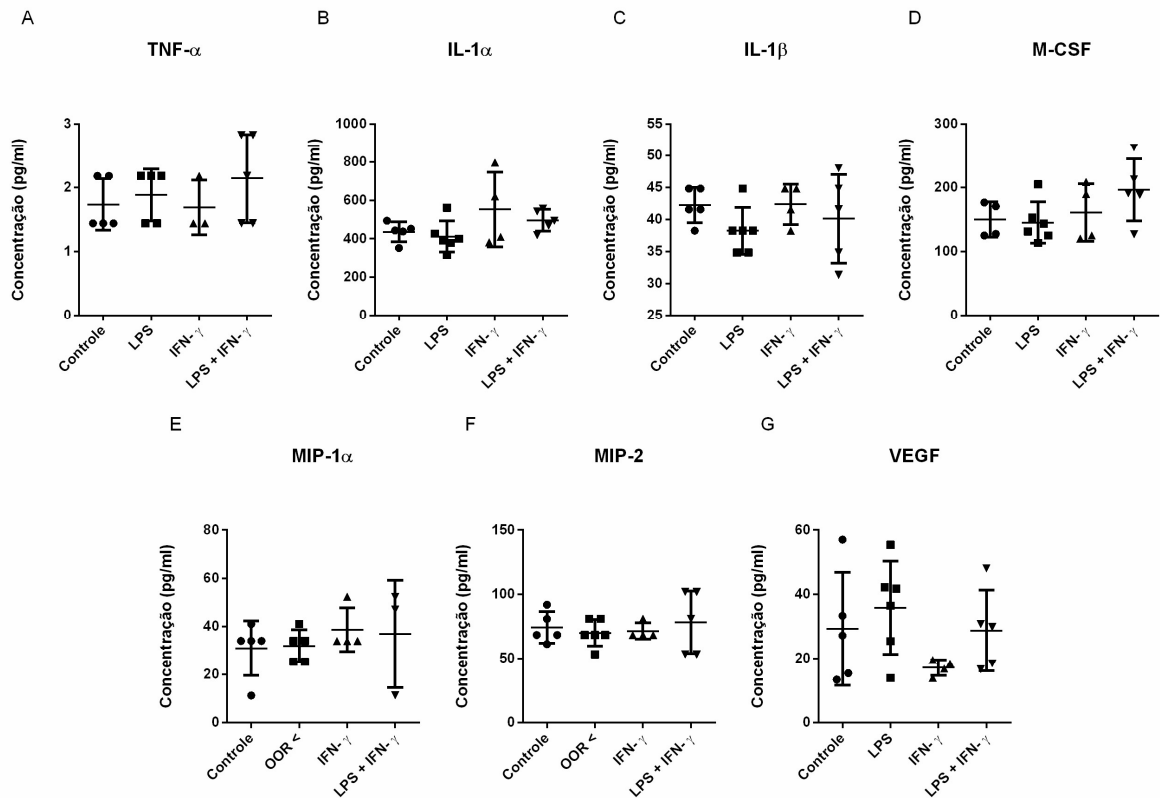 A
TNF-α
Concentração (pg/ml)
3
2
1
0
Controle
LPS
IFN- γ
LPS + IFN- γ
B
IL-1α
Concentração (pg/ml)
1000
800
600
400
200
0
Controle
LPS
IFN- γ
LPS + IFN- γ
C
IL-1β
Concentração (pg/ml)
55
50
45
40
35
30
25
Controle
LPS
IFN- γ
LPS + IFN- γ
D
M-CSF
Concentração (pg/ml)
300
200
100
0
Controle
LPS
IFN- γ
LPS + IFN- γ
E
MIP-1α
Concentração (pg/ml)
80
60
40
20
0
Controle
OOR <
IFN- γ
LPS + IFN- γ
F
MIP-2
Concentração (pg/ml)
150
100
50
0
Controle
OOR <
IFN- γ
LPS + IFN- γ
G
VEGF
Concentração (pg/ml)
60
40
20
0
Controle
LPS
IFN- γ
LPS + IFN- γ